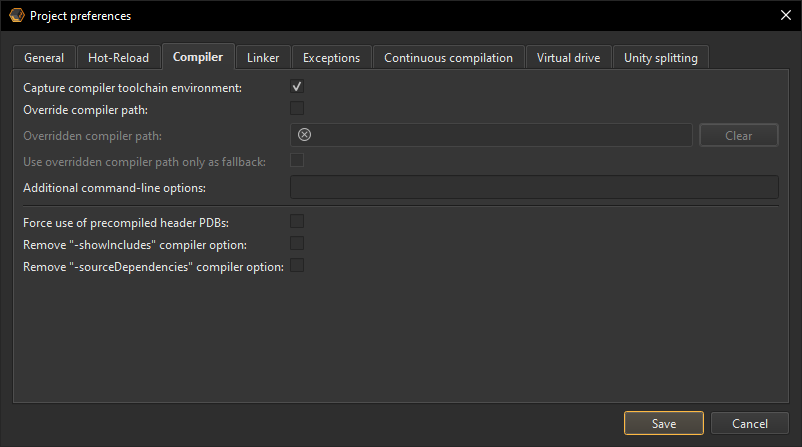 Project preferences
General Hot-Reload Compiler Linker Exceptions Continuous compilation Virtual drive Unity splitting
Capture compiler toolchain environment:
Override compiler path:
Overridden compiler path: Clear
Use overridden compiler path only as fallback:
Additional command-line options:
Force use of precompiled header PDBs:
Remove "-showIncludes" compiler option:
Remove "-sourceDependencies" compiler option:
Save Cancel